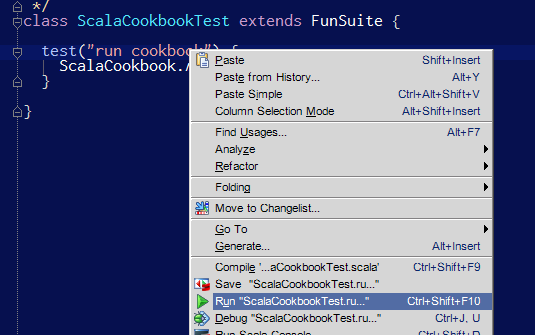 */
class ScalaCookbookTest extends FunSuite {
test("run cookbook") {
ScalaCookbook.
}
}
Paste Shift+Insert
Paste from History... Alt+Y
Paste Simple Ctrl+Alt+Shift+V
Column Selection Mode Alt+Shift+Insert
Find Usages... Alt+F7
Analyze
Refactor
Folding
Move to Changelist...
Go To
Generate... Alt+Insert
Compile '...aCookbookTest.scala' Ctrl+Shift+F9
Save "ScalaCookbookTest.ru..."
Run "ScalaCookbookTest.ru..." Ctrl+Shift+F10
Debug "ScalaCookbookTest.ru..." Ctrl+J, U
Run Scala Console Ctrl+Shift+D